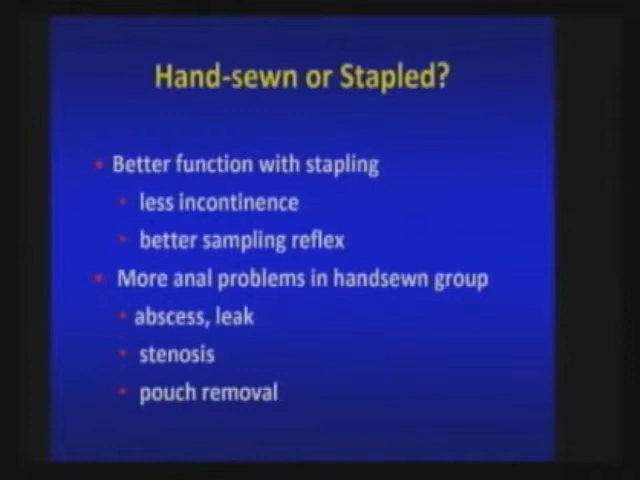 Hand-sewn or Stapled?
• Better function with stapling
• less incontinence
• better sampling reflex
• More anal problems in handsewn group
• abscess, leak
• stenosis
• pouch removal